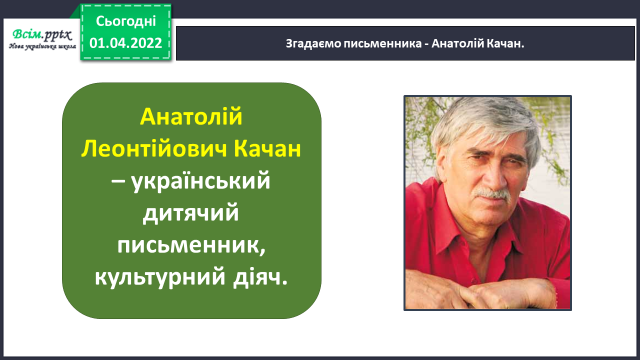 Всім.pptx
Нова українська школа
Сьогодні
01.04.2022
Згадаємо письменника - Анатолій Качан.
Анатолій
Леонтійович Качан
– український
дитячий
письменник,
культурний діяч.